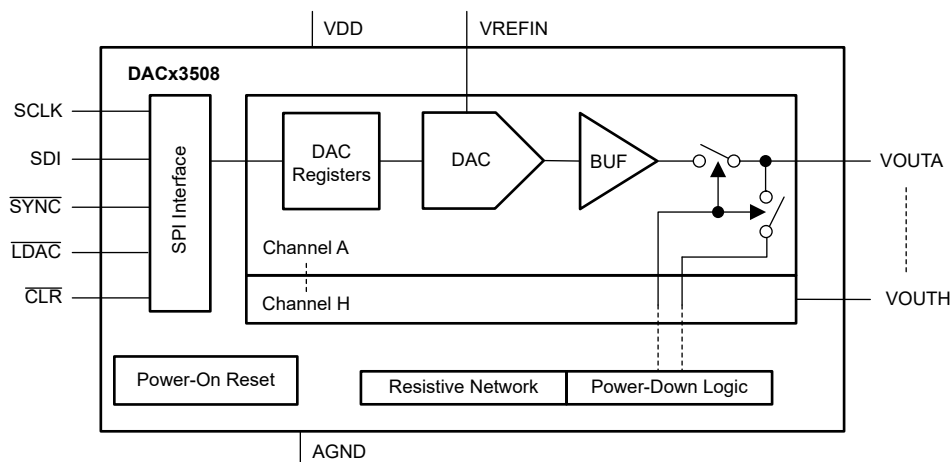 VDD
VREFIN
DACx3508
SCLK
SDI
SYNC
LDAC
CLR
SPI Interface
DAC
Registers
DAC
BUF
VOUTA
Channel A
Channel H
VOUTH
Power-On Reset
Resistive Network
Power-Down Logic
AGND